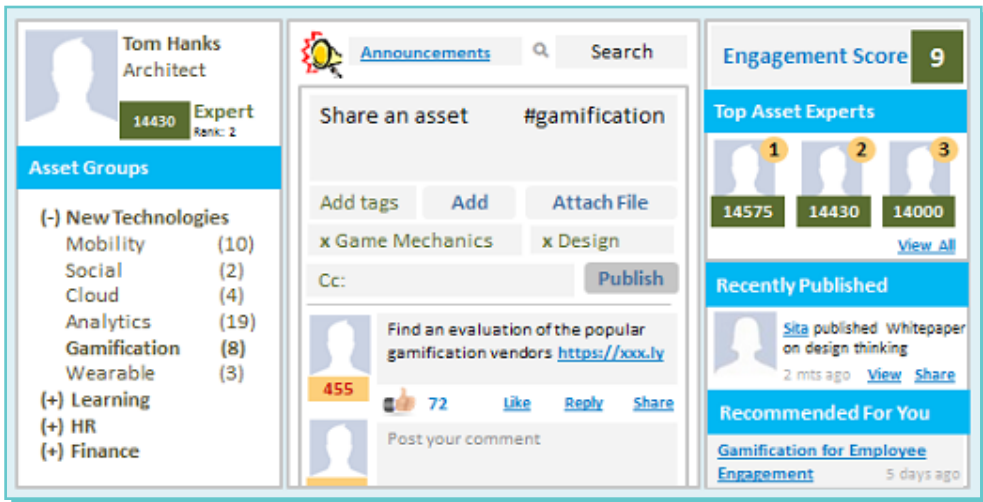 Tom Hanks
Architect
14430
Expert
Rank: 2
Asset Groups
(-) New Technologies
Mobility (10)
Social (2)
Cloud (4)
Analytics (19)
Gamification (8)
Wearable (3)
(+) Learning
(+) HR
(+) Finance
Announcements
Search
Share an asset #gamification
Add tags Add Attach File
x Game Mechanics x Design
Cc: Publish
Find an evaluation of the popular
gamification vendors https://xxx.ly
455
72 Like Reply Share
Post your comment
Engagement Score 9
Top Asset Experts
1 2 3
14575 14430 14000
View All
Recently Published
Sita published Whitepaper
on design thinking
2 mts ago View Share
Recommended For You
Gamification for Employee
Engagement 5 days ago